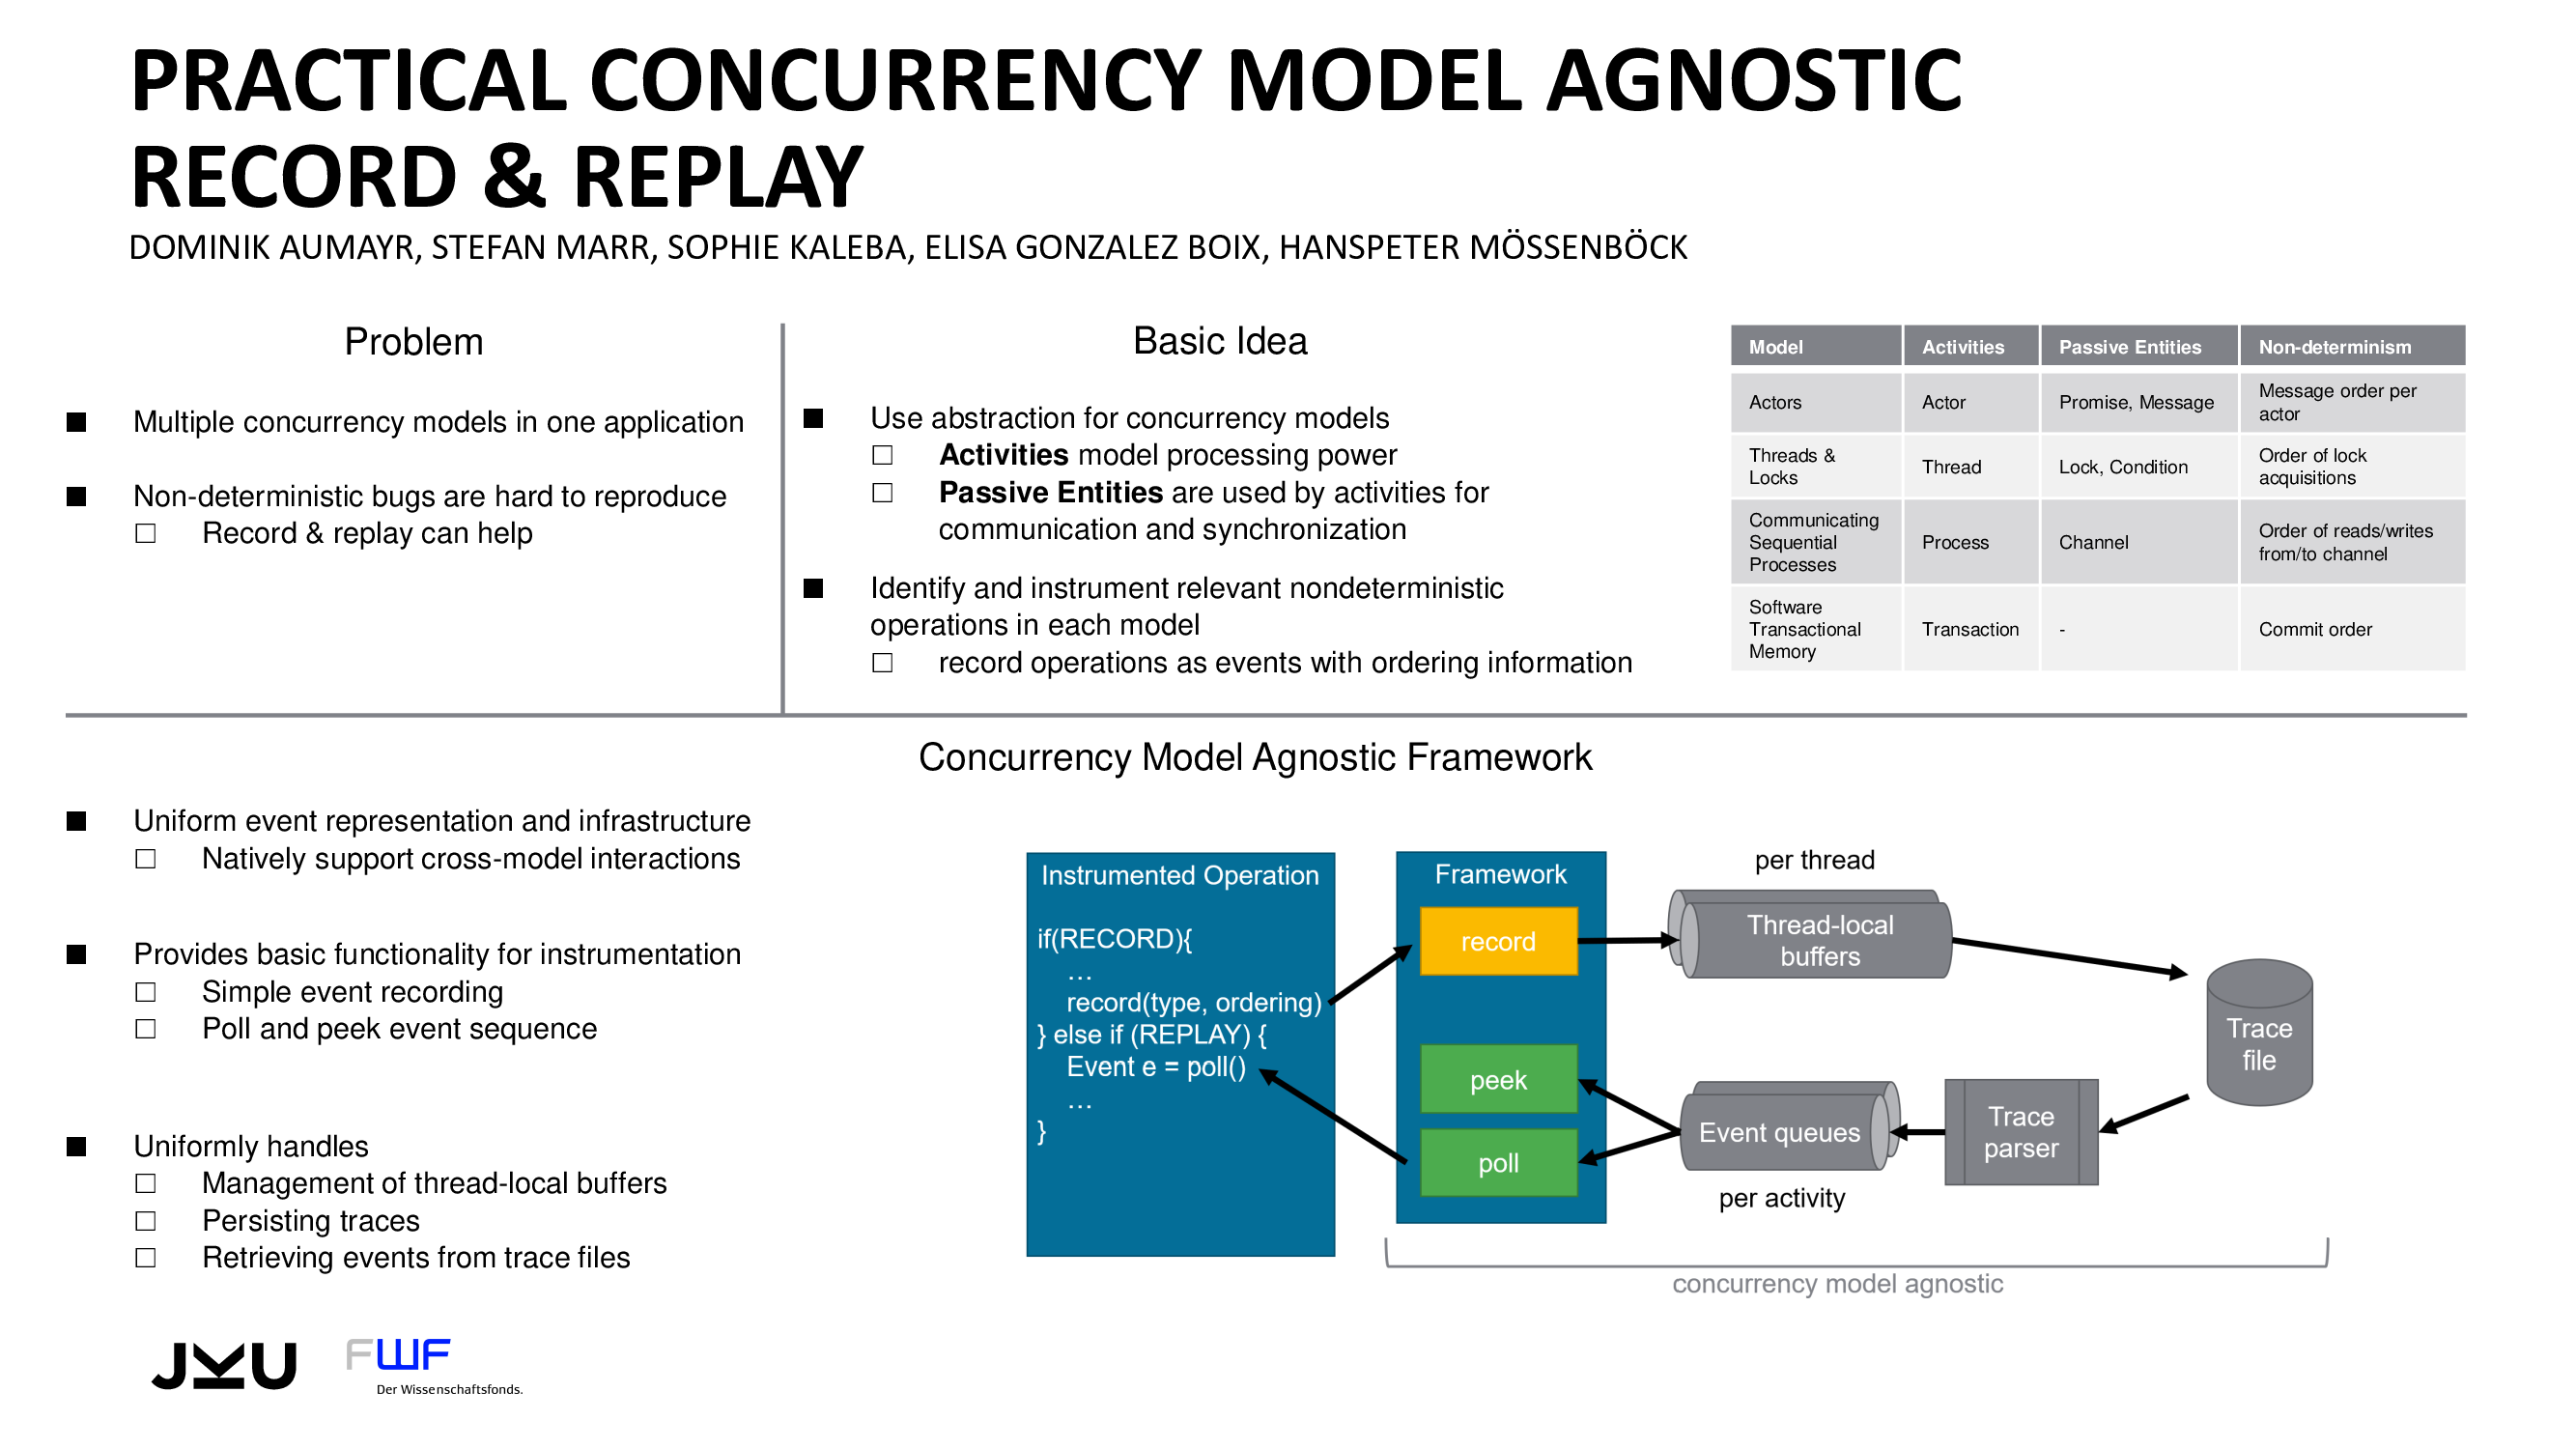 PRACTICAL CONCURRENCY MODEL AGNOSTIC
RECORD & REPLAY
DOMINIK AUMAYR, STEFAN MARR, SOPHIE KALEBA, ELISA GONZALEZ BOIX, HANSPETER MÖSSENBÖCK
Problem
Multiple concurrency models in one application
Non-deterministic bugs are hard to reproduce
Record & replay can help
Basic Idea
Use abstraction for concurrency models
Activities model processing power
Passive Entities are used by activities for
communication and synchronization
Identify and instrument relevant nondeterministic
operations in each model
record operations as events with ordering information
Model Activities Passive Entities Non-determinism
Actors Actor Promise, Message Message order per
actor
Threads &
Locks Thread Lock, Condition Order of lock
acquisitions
Communicating
Sequential
Processes Process Channel Order of reads/writes
from/to channel
Software
Transactional
Memory Transaction - Commit order
Concurrency Model Agnostic Framework
Uniform event representation and infrastructure
Natively support cross-model interactions
Provides basic functionality for instrumentation
Simple event recording
Poll and peek event sequence
Uniformly handles
Management of thread-local buffers
Persisting traces
Retrieving events from trace files
Instrumented Operation
if(RECORD){
...
record(type, ordering)
} else if (REPLAY) {
Event e = poll()
...
}
Framework
record
peek
poll
per thread
Thread-local
buffers
Trace
file
Trace
parser
Event queues
per activity
concurrency model agnostic
JKU
FWF
Der Wissenschaftsfonds.